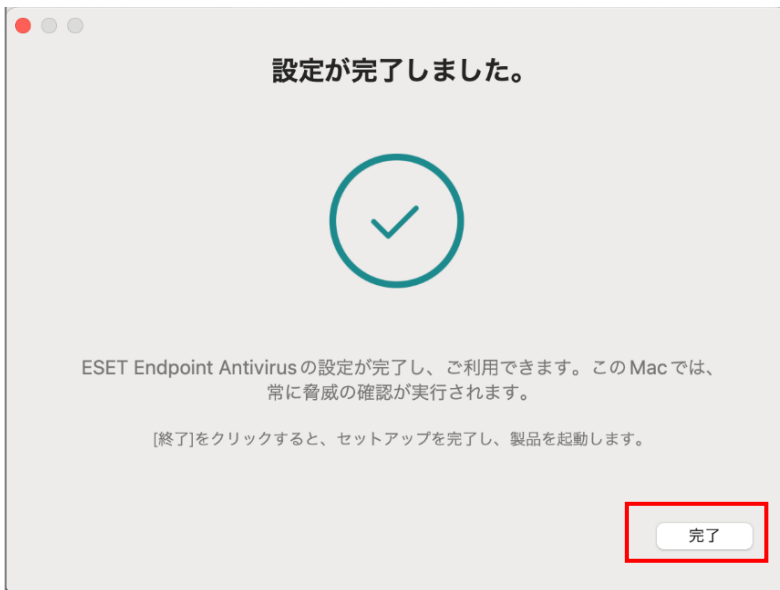 設定が完了しました。
ESET Endpoint Antivirusの設定が完了し、ご利用できます。このMacでは、
常に脅威の確認が実行されます。
[終了]をクリックすると、セットアップを完了し、製品を起動します。
完了